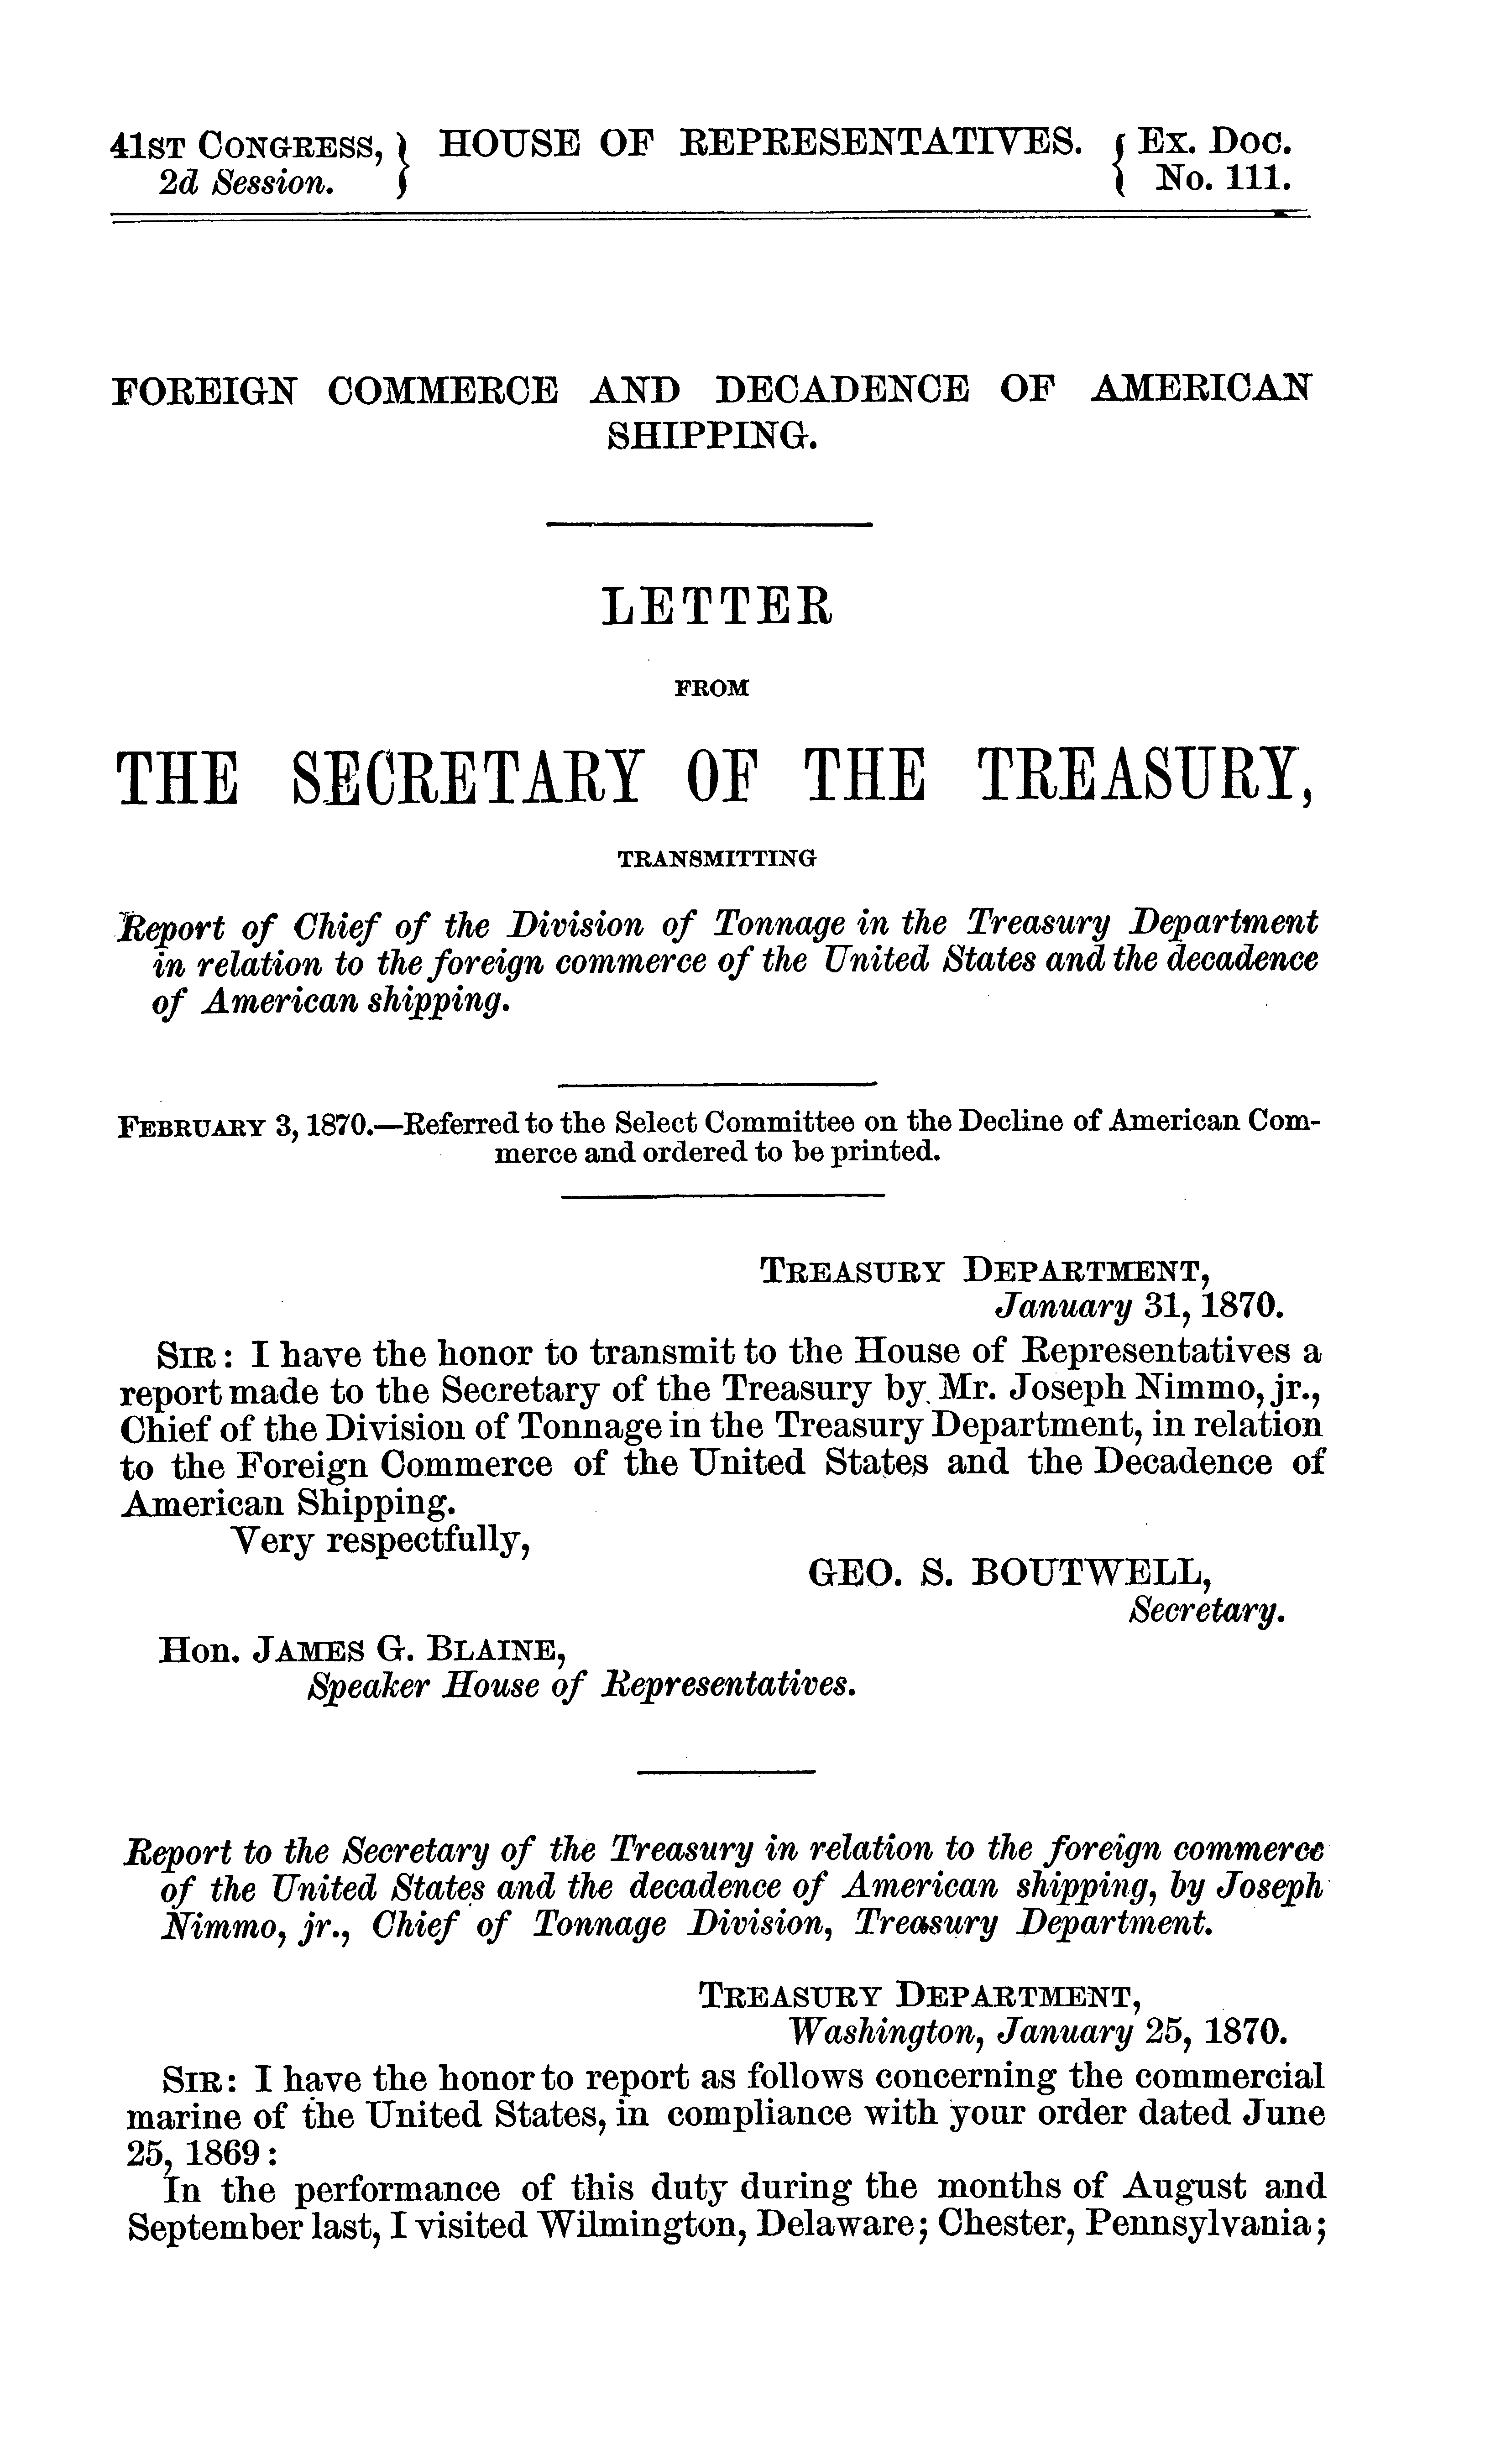 41ST CONGRESS, } HOUSE OF REPRESENTATIVES. { Ex. Doc.
2d Session. } { No. 111.
FOREIGN COMMERCE AND DECADENCE OF AMERICAN
SHIPPING.
LETTER
FROM
THE SECRETARY OF THE TREASURY,
TRANSMITTING
Report of Chief of the Division of Tonnage in the Treasury Department
in relation to the foreign commerce of the United States and the decadence
of American shipping.
FEBRUARY 3, 1870.—Referred to the Select Committee on the Decline of American Com-
merce and ordered to be printed.
TREASURY DEPARTMENT,
January 31, 1870.
SIR: I have the honor to transmit to the House of Representatives a
report made to the Secretary of the Treasury by Mr. Joseph Nimmo, jr.,
Chief of the Division of Tonnage in the Treasury Department, in relation
to the Foreign Commerce of the United States and the Decadence of
American Shipping.
Very respectfully,
GEO. S. BOUTWELL,
Secretary.
Hon. JAMES G. BLAINE,
Speaker House of Representatives.
Report to the Secretary of the Treasury in relation to the foreign commerce
of the United States and the decadence of American shipping, by Joseph
Nimmo, jr., Chief of Tonnage Division, Treasury Department.
TREASURY DEPARTMENT,
Washington, January 25, 1870.
SIR: I have the honor to report as follows concerning the commercial
marine of the United States, in compliance with your order dated June
25, 1869:
In the performance of this duty during the months of August and
September last, I visited Wilmington, Delaware; Chester, Pennsylvania;